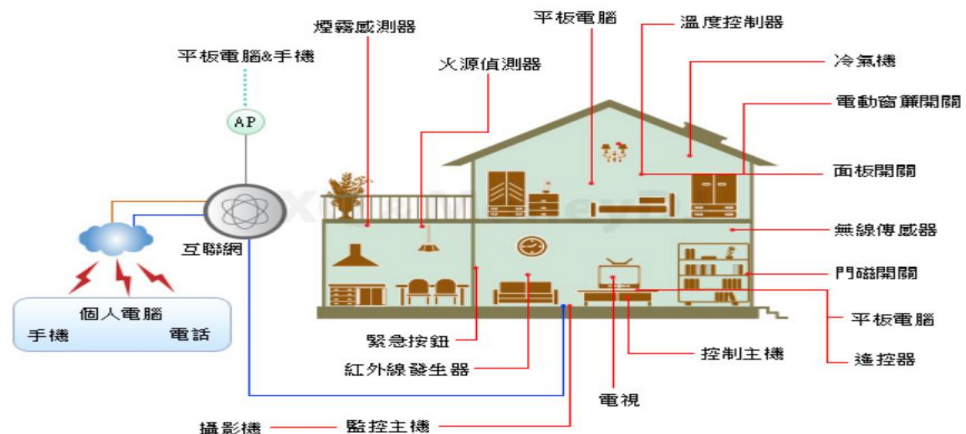 煙霧感測器
平板電腦
溫度控制器
平板電腦&手機
火源偵測器
冷氣機
電動窗簾開關
AP
面板開關
無線傳感器
互聯網
門磁開關
個人電腦
手機
電話
平板電腦
緊急按鈕
控制主機
遙控器
紅外線發生器
電視
攝影機
監控主機